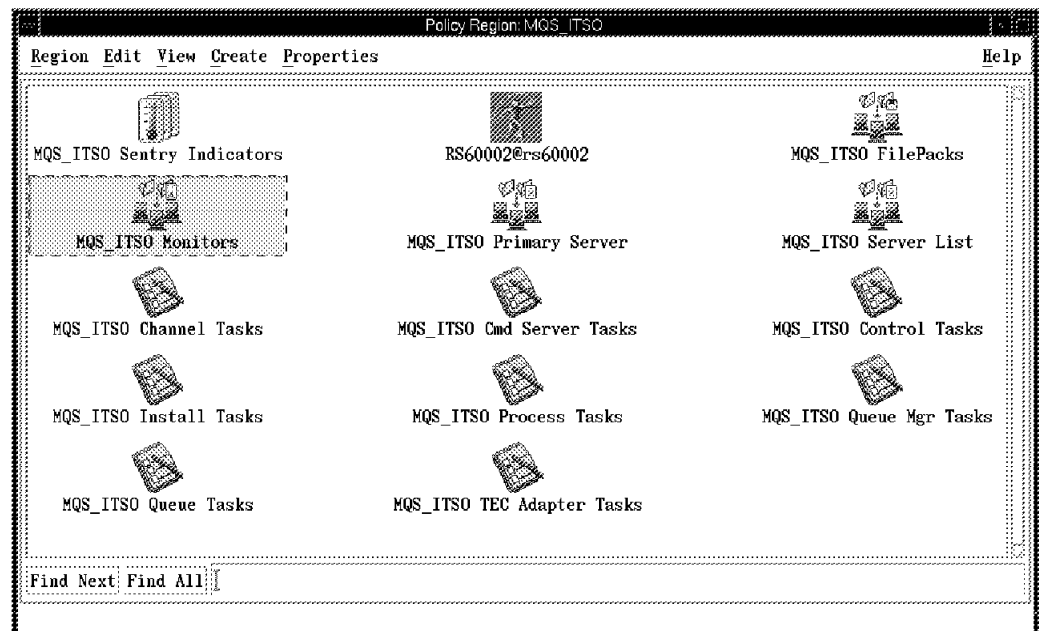 Policy Region: MQS_ITSO
Region Edit View Create Properties Help
MQS_ITSO Sentry Indicators RS60002@rs60002 MQS_ITSO FilePacks
MQS_ITSO Monitors MQS_ITSO Primary Server MQS_ITSO Server List
MQS_ITSO Channel Tasks MQS_ITSO Cmd Server Tasks MQS_ITSO Control Tasks
MQS_ITSO Install Tasks MQS_ITSO Process Tasks MQS_ITSO Queue Mgr Tasks
MQS_ITSO Queue Tasks MQS_ITSO TEC Adapter Tasks
Find Next Find All